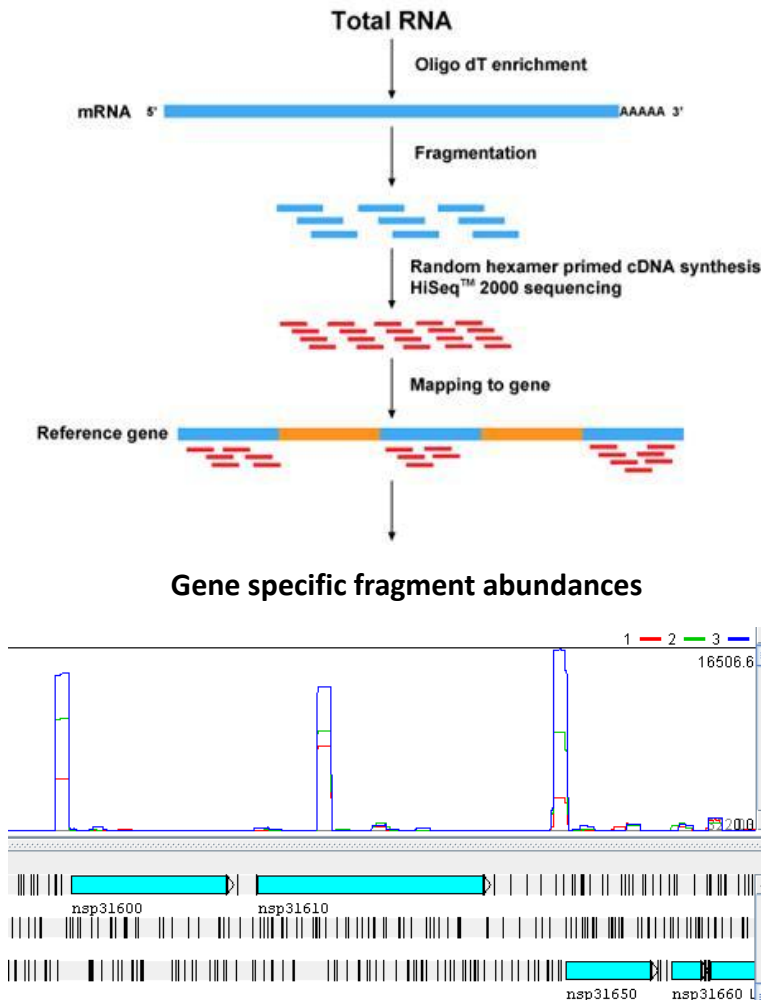 Total RNA
Oligo dT enrichment
mRNA 5' AAAAA 3'
Fragmentation
Random hexamer primed cDNA synthesis
HiSeq™ 2000 sequencing
Mapping to gene
Reference gene
Gene specific fragment abundances
1 2 3
16506.6
nsp31600 nsp31610
nsp31650 nsp31660 L